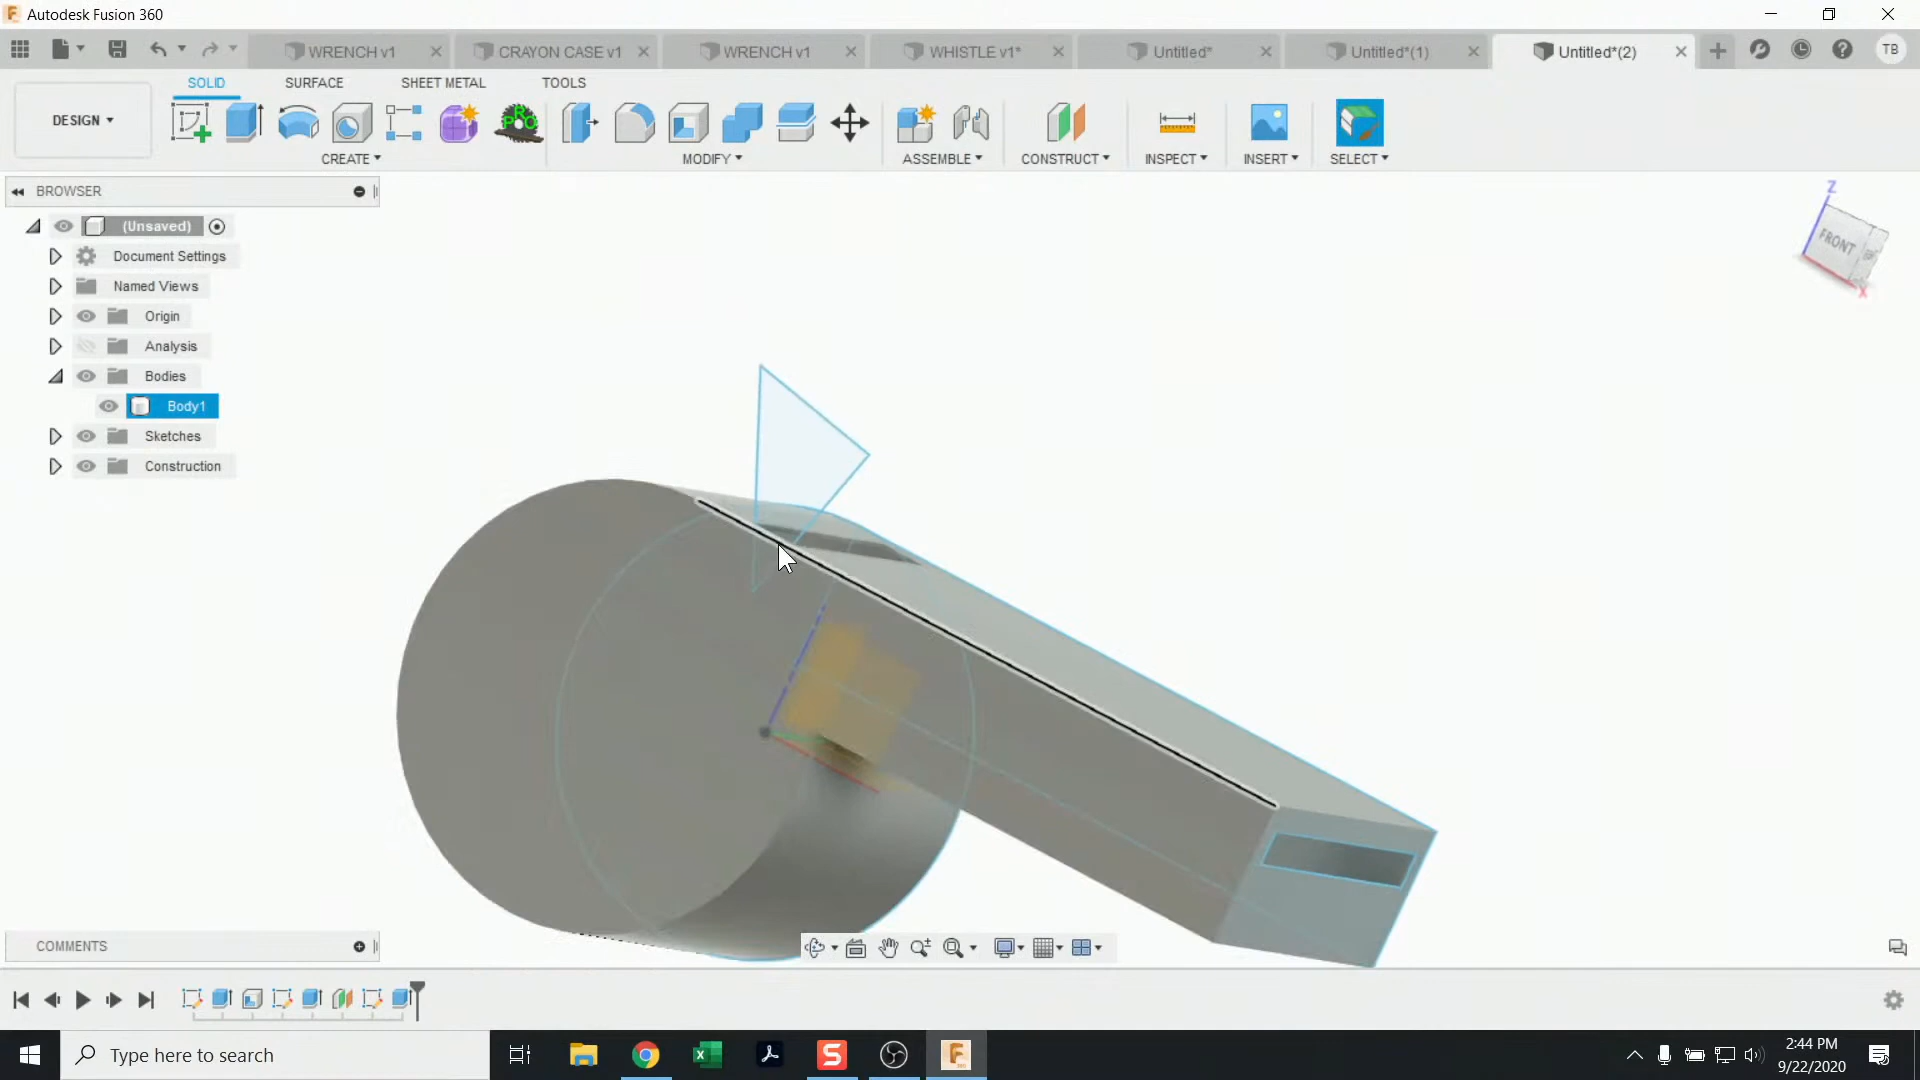 Autodesk Fusion 360
WRENCH v1
CRAYON CASE v1
WRENCH v1
WHISTLE v1*
Untitled*
Untitled*(1)
Untitled*(2)
TB
DESIGN
SOLID
SURFACE
SHEET METAL
TOOLS
PRO
CREATE
MODIFY
ASSEMBLE
CONSTRUCT
INSPECT
INSERT
SELECT
BROWSER
(Unsaved)
Document Settings
Named Views
Origin
Analysis
Bodies
Body1
Sketches
Construction
Z
FRONT
X
COMMENTS
Type here to search
2:44 PM
9/22/2020